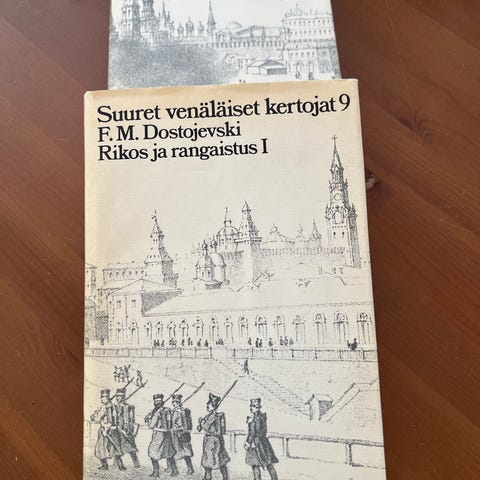 Suuret venäläiset kertojat 9
F. M. Dostojevski
Rikos ja rangaistus I